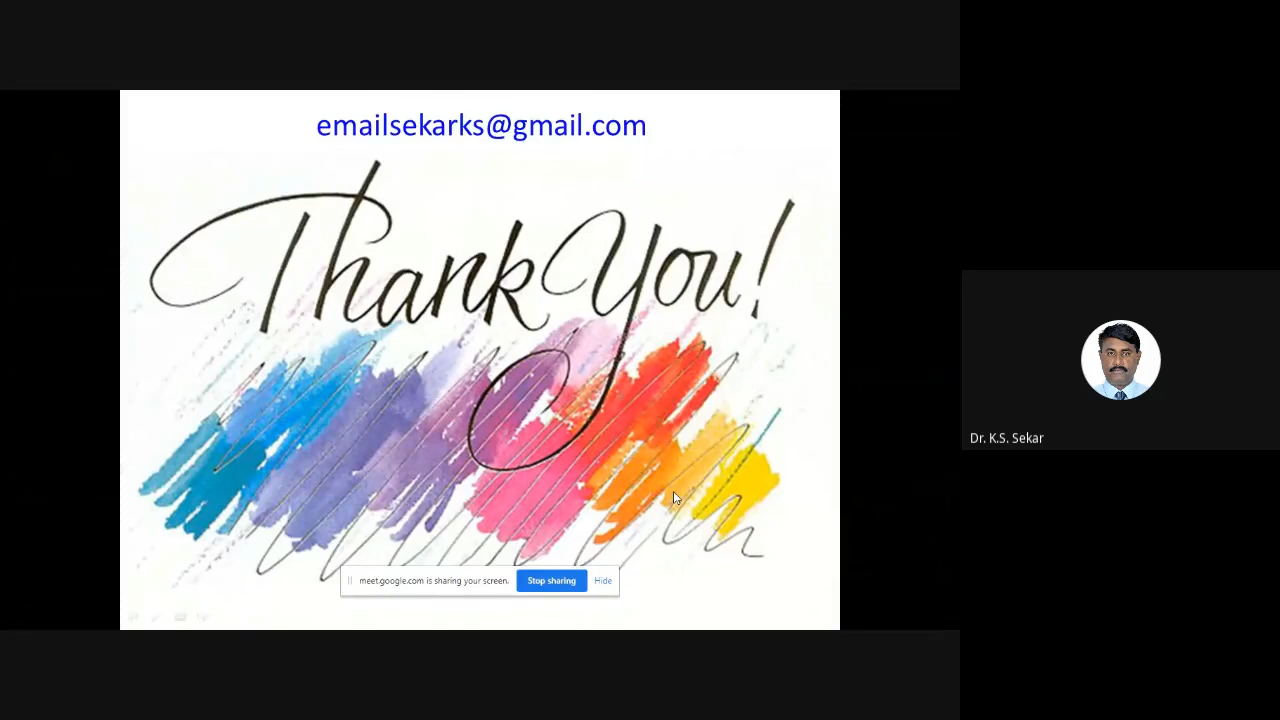 emailsekarks@gmail.com
Thank You!
meet.google.com is sharing your screen. Stop sharing Hide
Dr. K.S. Sekar